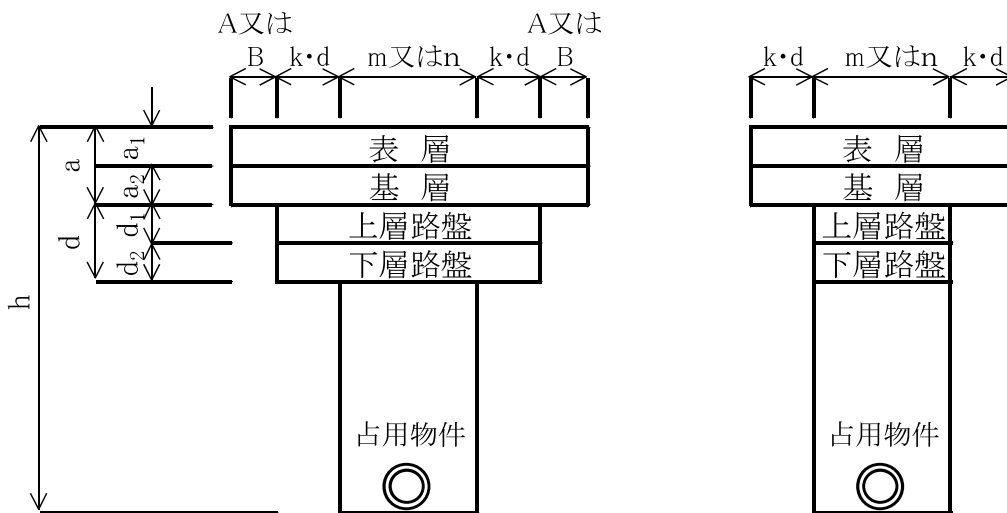 A又は A又は
B k・d m又はn k・d B k・d m又はn k・d
a a₁ 表 層 表 層
a₂ 基 層 基 層
d d₁ 上層路盤 上層路盤
d₂ 下層路盤 下層路盤
h
占用物件 占用物件